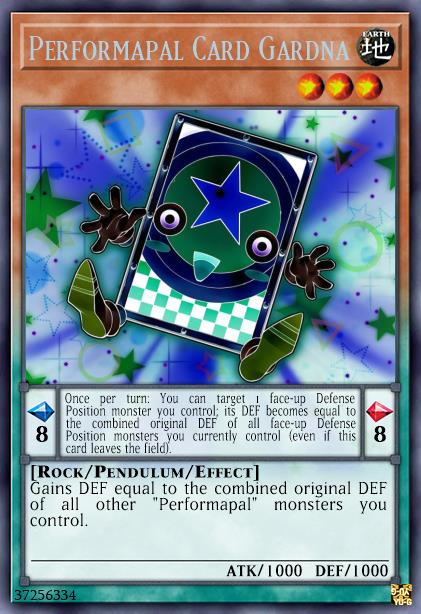 Performapal Card Gardna
EARTH
地
8
Once per turn: You can target 1 face-up Defense
Position monster you control; its DEF becomes equal to
the combined original DEF of all face-up Defense
Position monsters you currently control (even if this
card leaves the field).
8
[Rock/Pendulum/Effect]
Gains DEF equal to the combined original DEF
of all other "Performapal" monsters you
control.
ATK/1000 DEF/1000
37256334